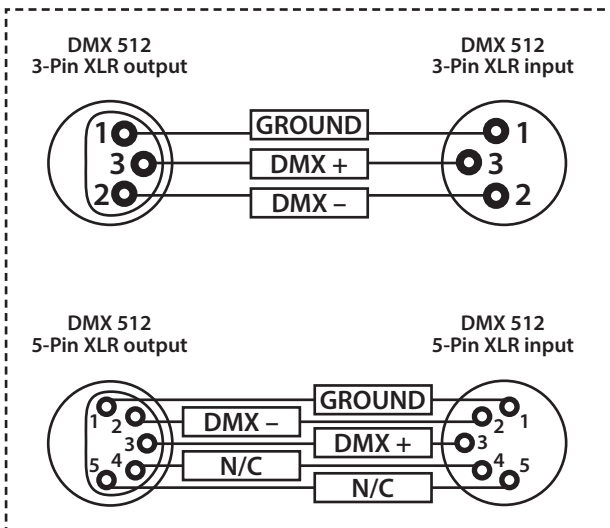 DMX 512
3-Pin XLR output
DMX 512
3-Pin XLR input
1 GROUND 1
3 DMX + 3
2 DMX – 2
DMX 512
5-Pin XLR output
DMX 512
5-Pin XLR input
1 GROUND 1
2 DMX – 2
3 DMX + 3
4 N/C 4
5 N/C 5